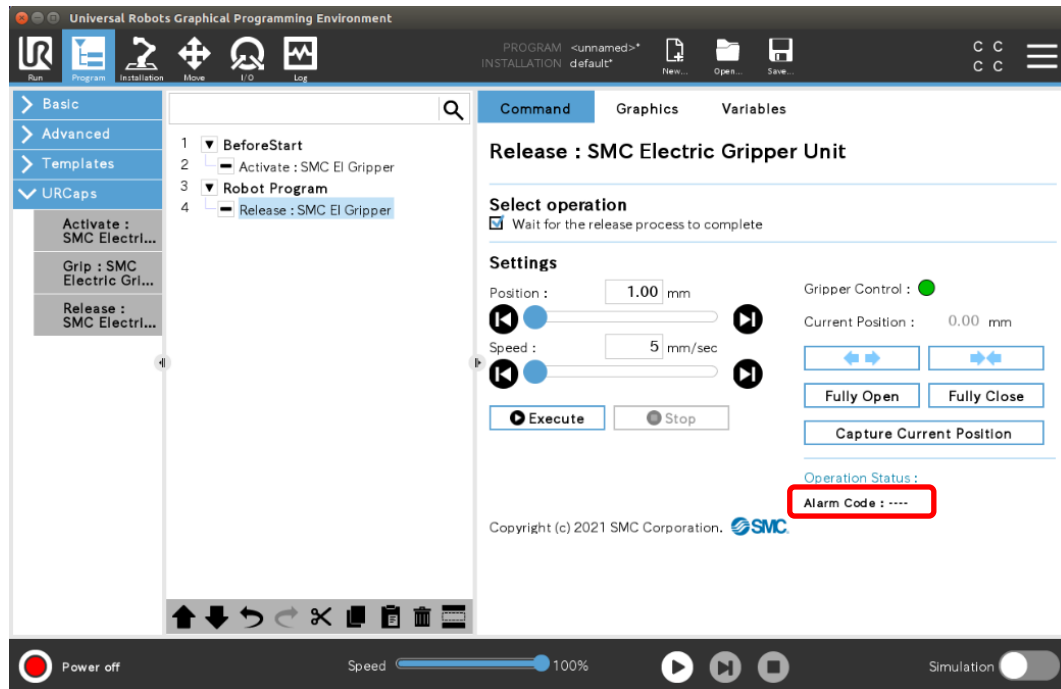 Universal Robots Graphical Programming Environment
UR
Run
Program
Installation
Move
I/O
Log
PROGRAM <unnamed>*
INSTALLATION default*
New...
Open...
Save...
C C
C C
Basic
Advanced
Templates
URCaps
Activate :
SMC Electri...
Grip : SMC
Electric Gri...
Release :
SMC Electri...
1 BeforeStart
2 Activate : SMC El Gripper
3 Robot Program
4 Release : SMC El Gripper
Command Graphics Variables
Release : SMC Electric Gripper Unit
Select operation
Wait for the release process to complete
Settings
Position : 1.00 mm
Speed : 5 mm/sec
Execute Stop
Gripper Control :
Current Position : 0.00 mm
Fully Open Fully Close
Capture Current Position
Operation Status :
Alarm Code : ----
Copyright (c) 2021 SMC Corporation. SMC.
Power off
Speed 100%
Simulation